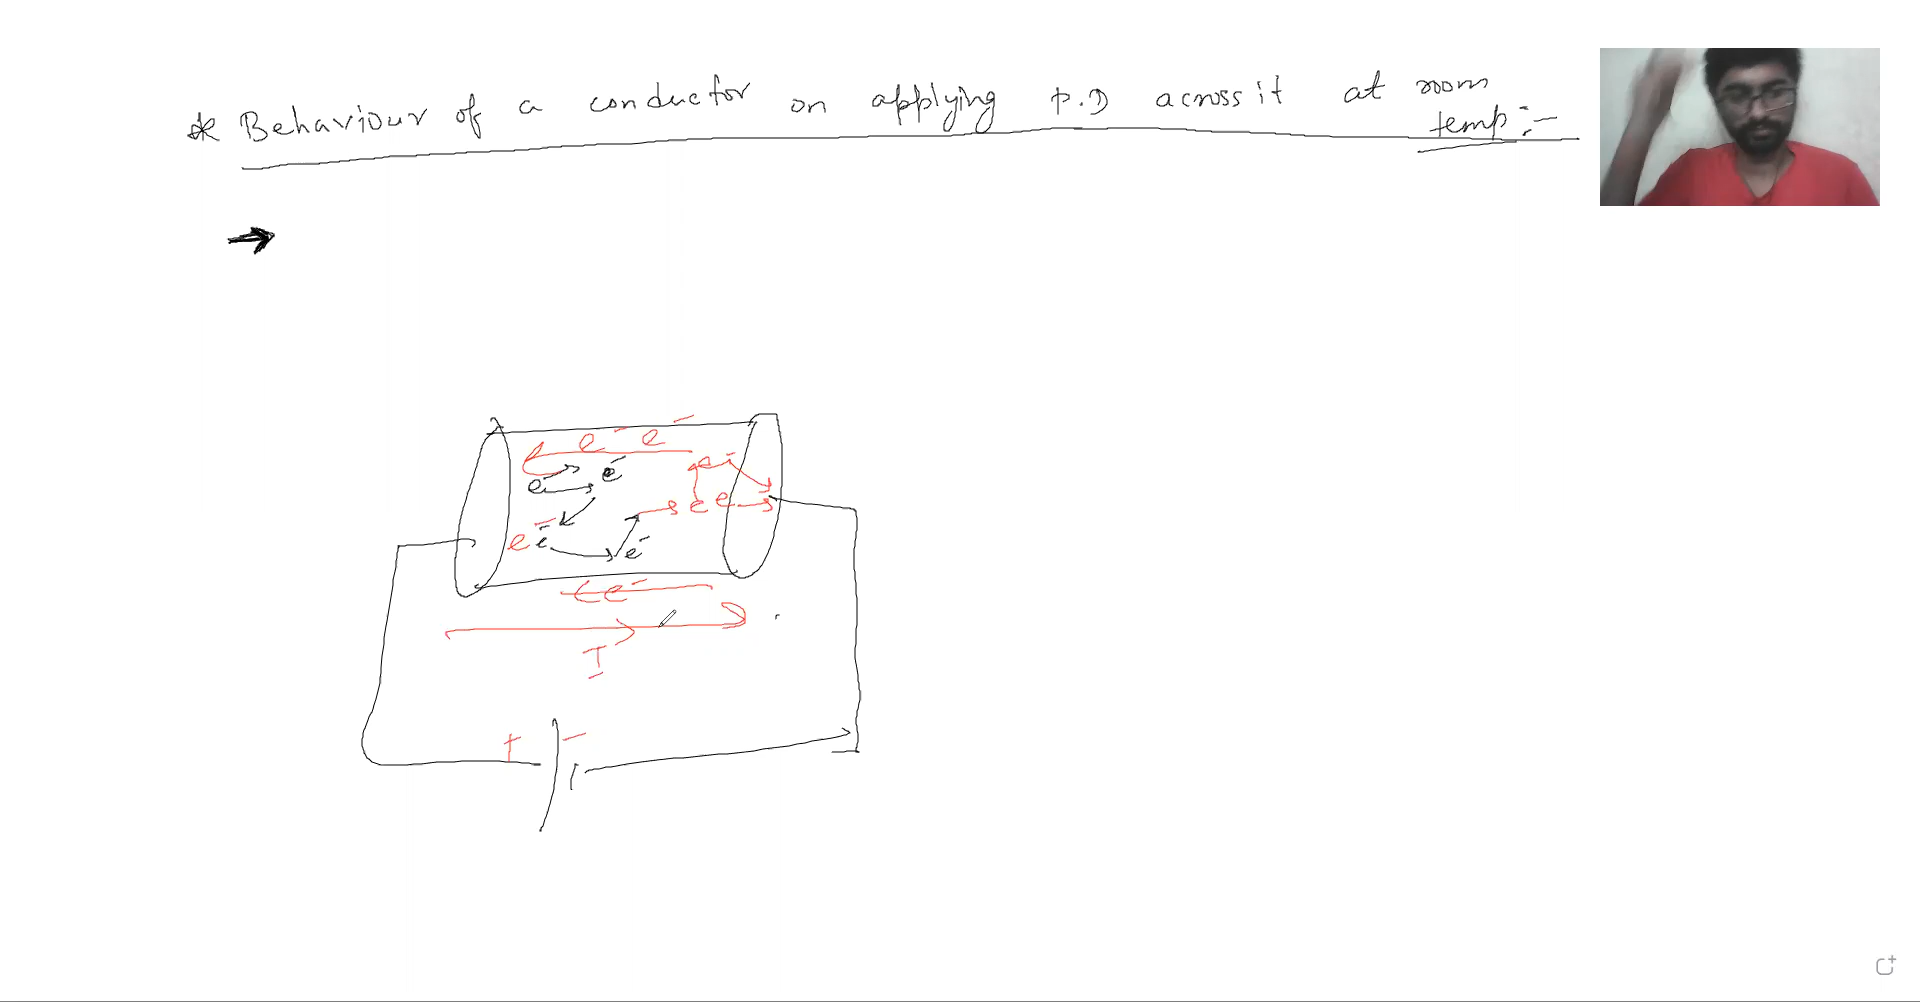 * Behaviour of a conductor on applying p.D across it at room
temp:-
e⁻ e⁻
e⁻ e⁻ e⁻
e e
e⁻ e⁻ e⁻
e⁻
I
+ -